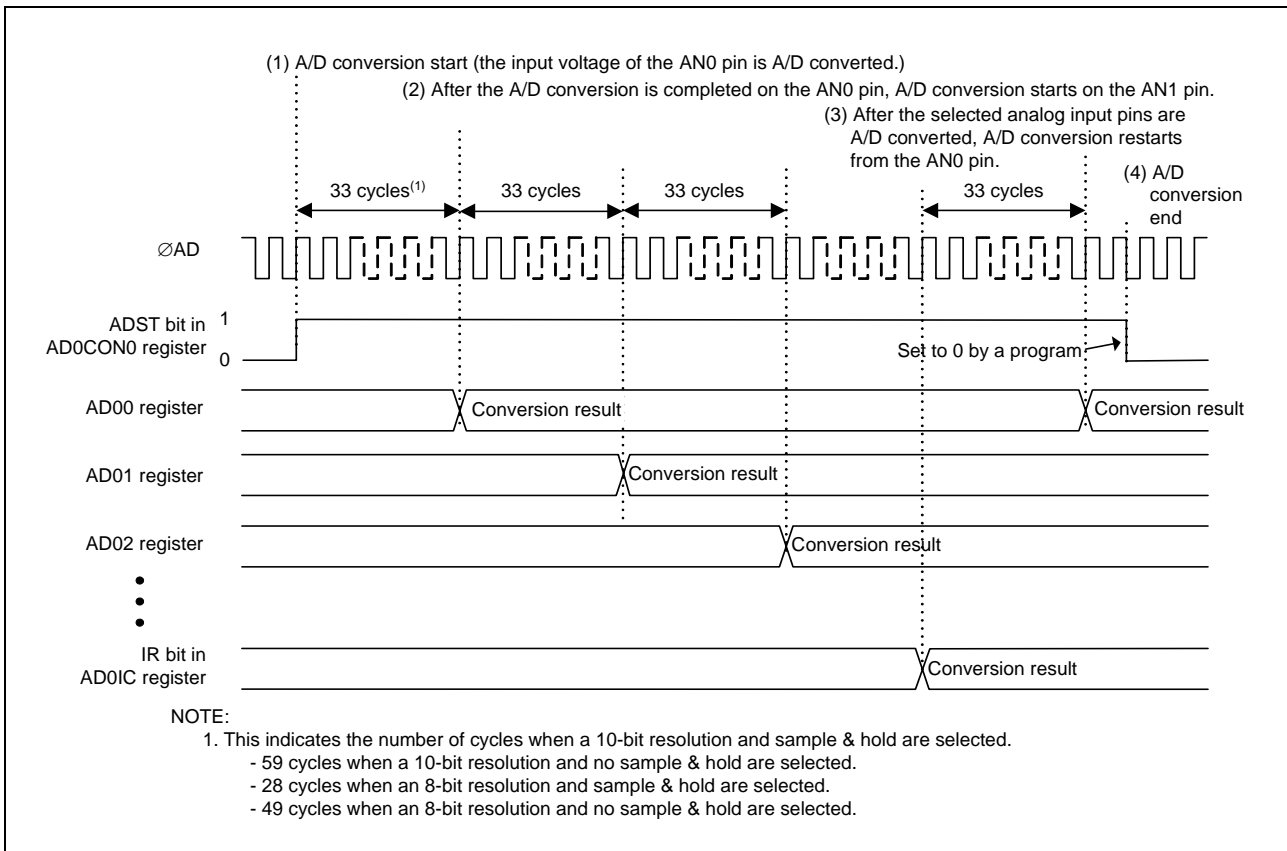 (1) A/D conversion start (the input voltage of the AN0 pin is A/D converted.)
(2) After the A/D conversion is completed on the AN0 pin, A/D conversion starts on the AN1 pin.
(3) After the selected analog input pins are
A/D converted, A/D conversion restarts
from the AN0 pin.
(4) A/D
conversion
end
33 cycles(1)
33 cycles
33 cycles
33 cycles
∅AD
ADST bit in
AD0CON0 register
1
0
Set to 0 by a program
AD00 register
Conversion result
Conversion result
AD01 register
Conversion result
AD02 register
Conversion result
IR bit in
AD0IC register
Conversion result
NOTE:
1. This indicates the number of cycles when a 10-bit resolution and sample & hold are selected.
- 59 cycles when a 10-bit resolution and no sample & hold are selected.
- 28 cycles when an 8-bit resolution and sample & hold are selected.
- 49 cycles when an 8-bit resolution and no sample & hold are selected.